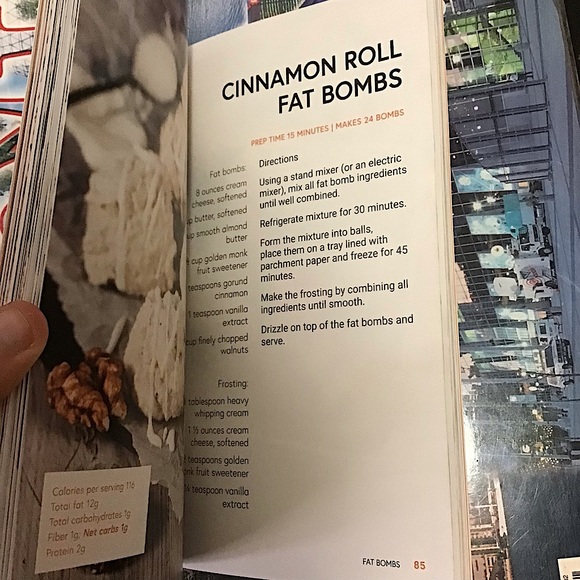 CINNAMON ROLL
FAT BOMBS
PREP TIME 15 MINUTES | MAKES 24 BOMBS
Fat bombs:
8 ounces cream
cheese, softened
butter, softened
smooth almond
butter
cup golden monk
fruit sweetener
teaspoons gorund
cinnamon
1 teaspoon vanilla
extract
cup finely chopped
walnuts
Frosting:
tablespoon heavy
whipping cream
1 ½ ounces cream
cheese, softened
teaspoons golden
fruit sweetener
teaspoon vanilla
extract
Directions
Using a stand mixer (or an electric
mixer), mix all fat bomb ingredients
until well combined.
Refrigerate mixture for 30 minutes.
Form the mixture into balls,
place them on a tray lined with
parchment paper and freeze for 45
minutes.
Make the frosting by combining all
ingredients until smooth.
Drizzle on top of the fat bombs and
serve.
Calories per serving 116
Total fat 12g
Total carbohydrates 1g
Fiber 1g; Net carbs 1g
Protein 2g
FAT BOMBS 85